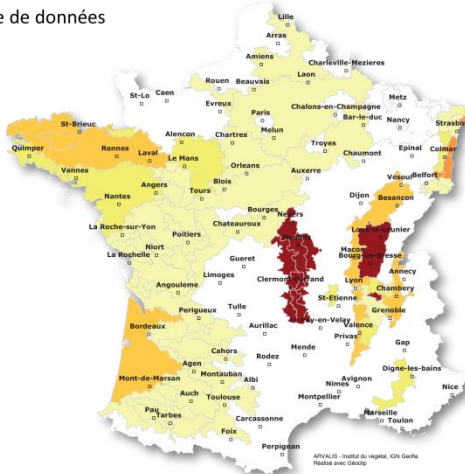 e de données
Lille
Arras
Amiens
Charleville-Mezieres
Rouen
Beauvais
Laon
St-Lo
Caen
Evreux
Chalons-en-Champagne
Metz
Paris
Bar-le-duc
Nancy
Strasbo
St-Brieuc
Alencon
Chartres
Melun
Troyes
Epinal
Colmar
Quimper
Rennes
Laval
Le Mans
Chaumont
Vannes
Orleans
Auxerre
Vesoul
Belfort
Angers
Blois
Tours
Dijon
Besancon
Nantes
Bourges
Nevers
La Roche-sur-Yon
Poitiers
Chateauroux
Moulins
Lons-le-saunier
Niort
Macon
Bourg-en-Bresse
La Rochelle
Gueret
Annecy
Limoges
Clermont-Ferrand
Lyon
Angouleme
Chambery
St-Etienne
Perigueux
Tulle
Grenoble
Bordeaux
Aurillac
Le-Puy-en-Velay
Valence
Privas
Cahors
Mende
Gap
Agen
Rodez
Mont-de-Marsan
Montauban
Digne-les-bains
Albi
Avignon
Auch
Toulouse
Nimes
Nice
Pau
Tarbes
Montpellier
Marseille
Carcassonne
Toulon
Foix
Perpignan
ARVALIS - Institut du végétal, IGN Geofla
Réalisé avec Géoclip